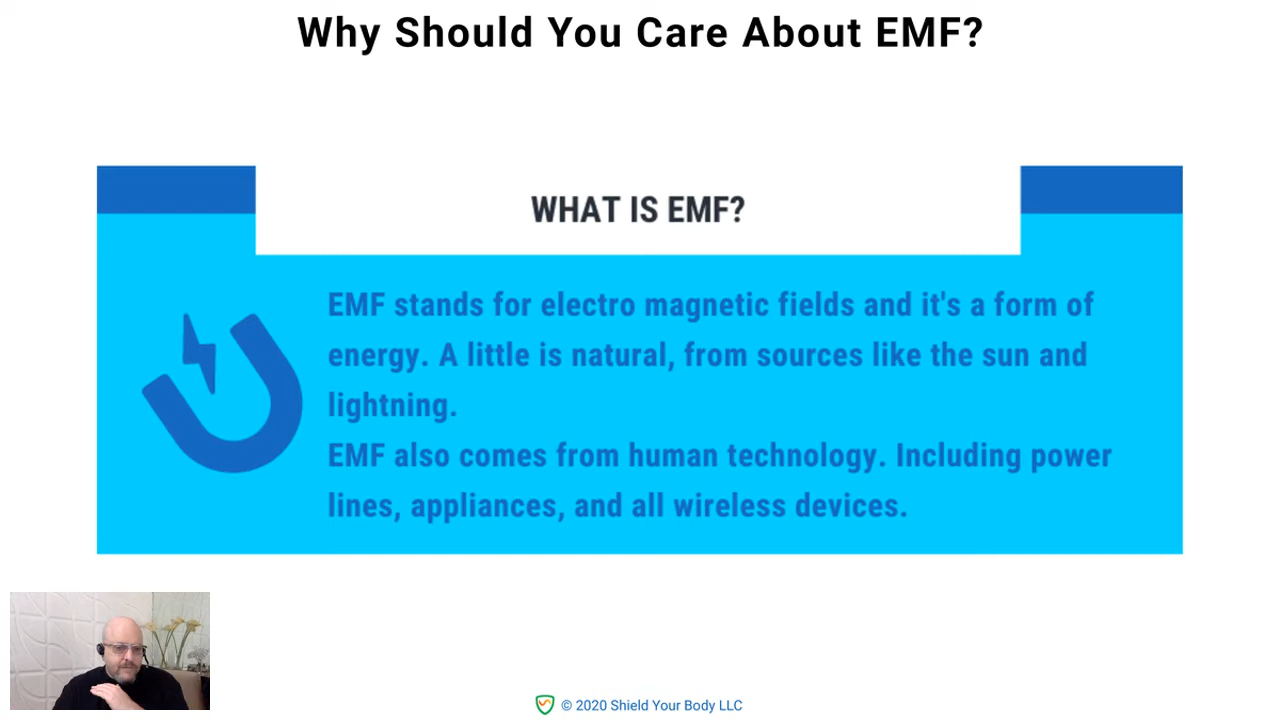 Why Should You Care About EMF?
WHAT IS EMF?
EMF stands for electro magnetic fields and it's a form of
energy. A little is natural, from sources like the sun and
lightning.
EMF also comes from human technology. Including power
lines, appliances, and all wireless devices.
© 2020 Shield Your Body LLC